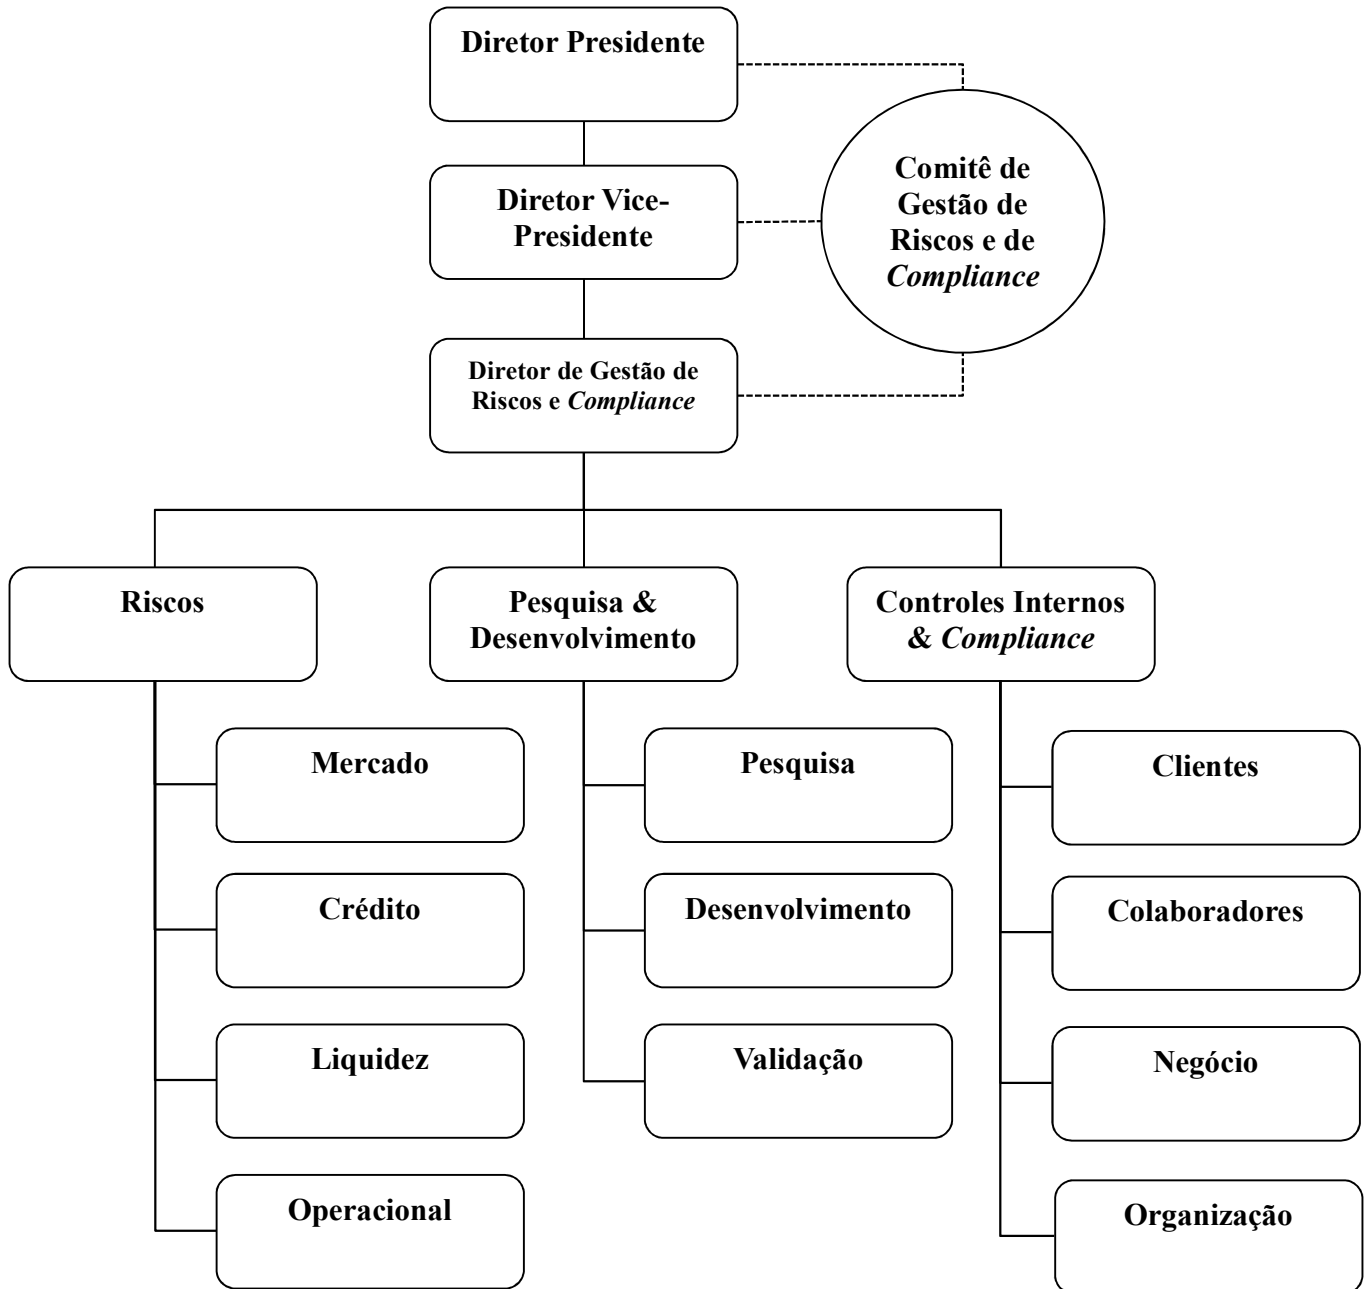 Diretor Presidente
Comitê de
Gestão de
Riscos e de
Compliance
Diretor Vice-
Presidente
Diretor de Gestão de
Riscos e Compliance
Riscos
Pesquisa &
Desenvolvimento
Controles Internos
& Compliance
Mercado
Crédito
Liquidez
Operacional
Pesquisa
Desenvolvimento
Validação
Clientes
Colaboradores
Negócio
Organização